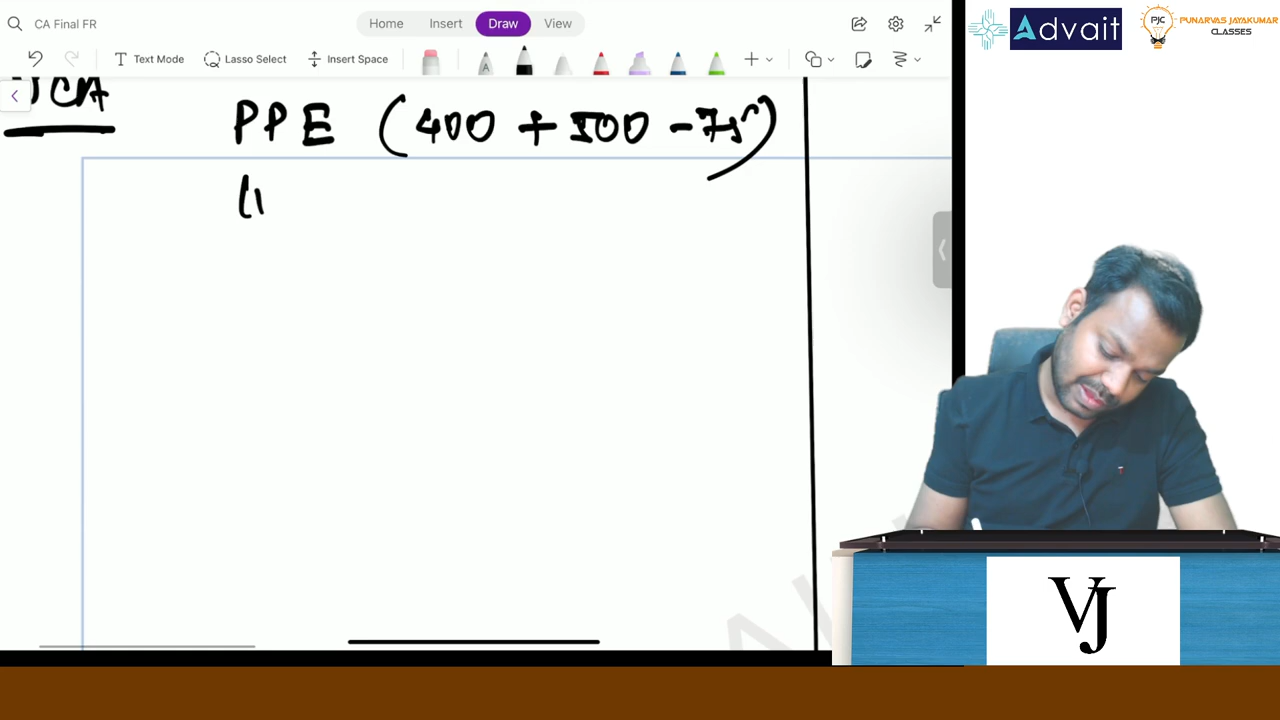 CA Final FR
Home Insert Draw View
Text Mode Lasso Select Insert Space
Advait
PJC
PUNARVAS JAYAKUMAR
CLASSES
CA
PPE (400 + 500 -75)
VJ